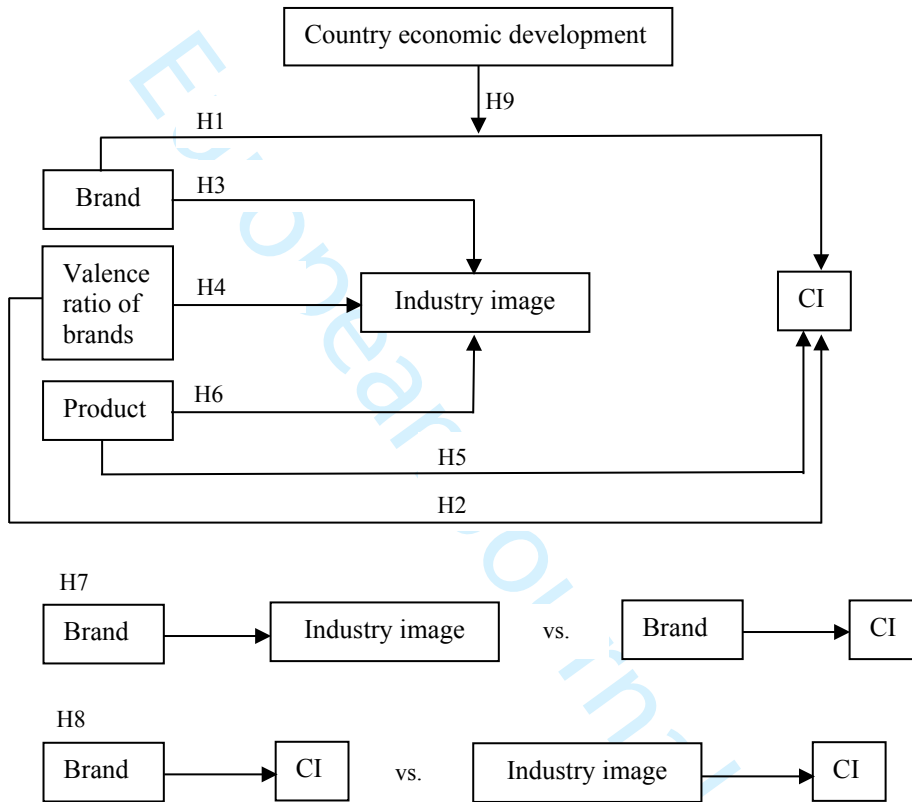 Country economic development
H9
H1
Brand
H3
Valence
ratio of
brands
H4
Industry image
CI
Product
H6
H5
H2
H7
Brand
Industry image
vs.
Brand
CI
H8
Brand
CI
vs.
Industry image
CI